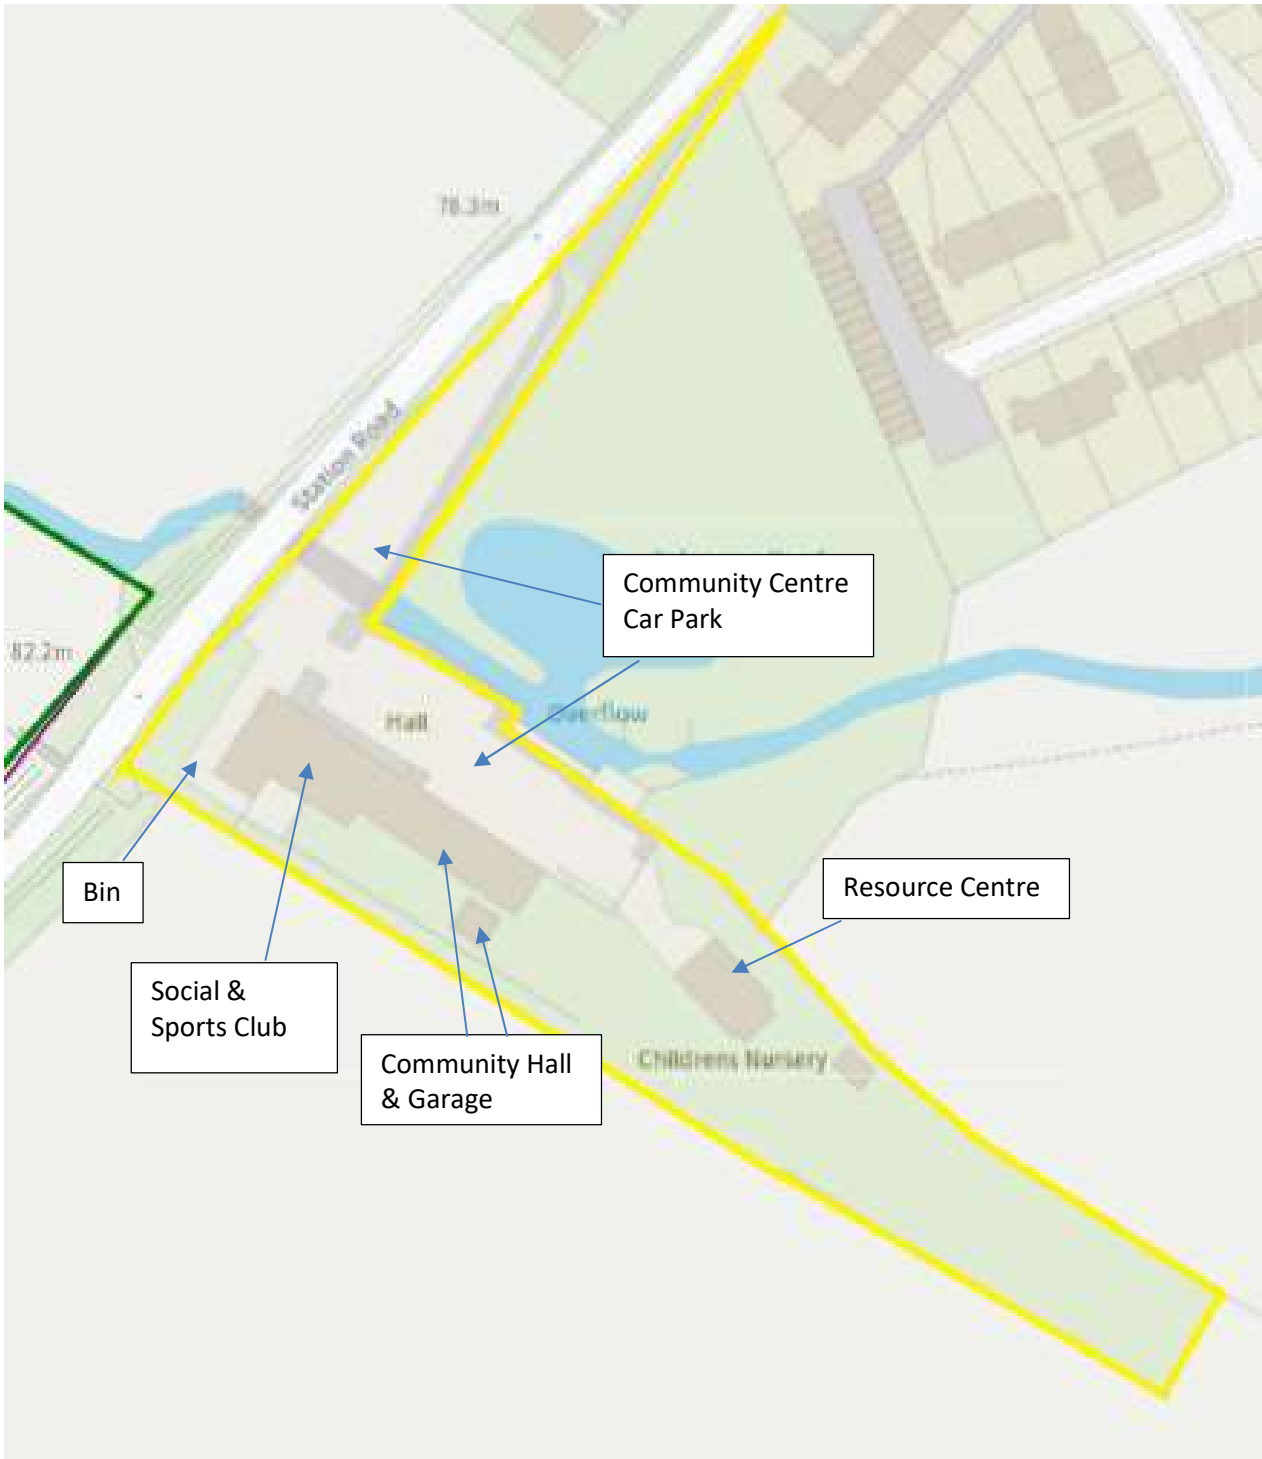 78.3m
Station Road
Community Centre
Car Park
82.2m
Hall
Overflow
Bin
Resource Centre
Social &
Sports Club
Community Hall
& Garage
Childrens Nursery